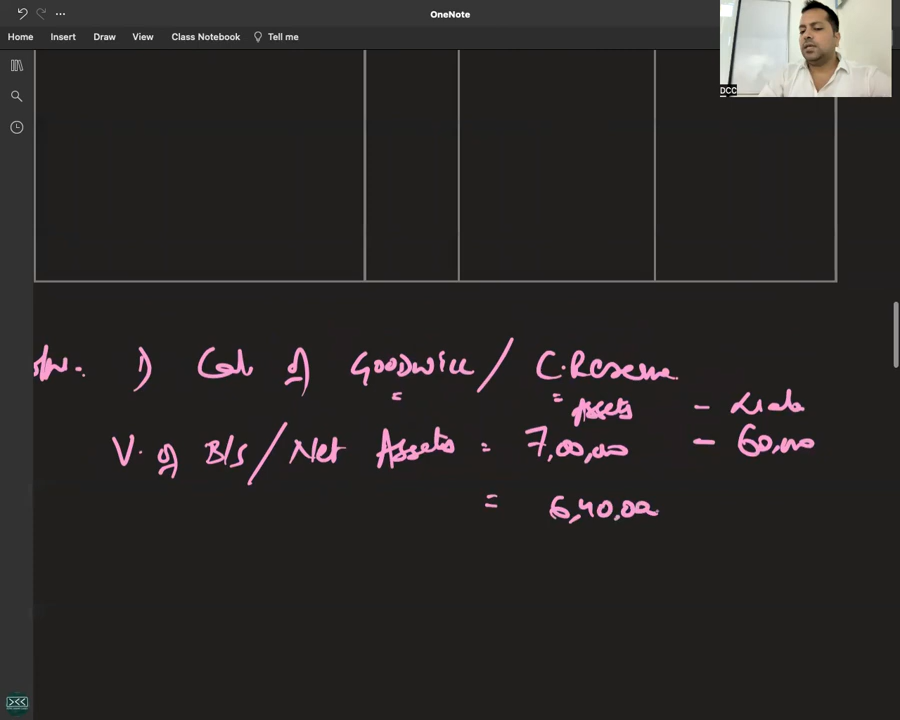 OneNote
Home Insert Draw View Class Notebook Tell me
DCC
1) Cal of Goodwill / C.Reserve.
Assets - Liab
V. of B/s / Net Assets = 7,00,000 - 60,000
= 6,40,000